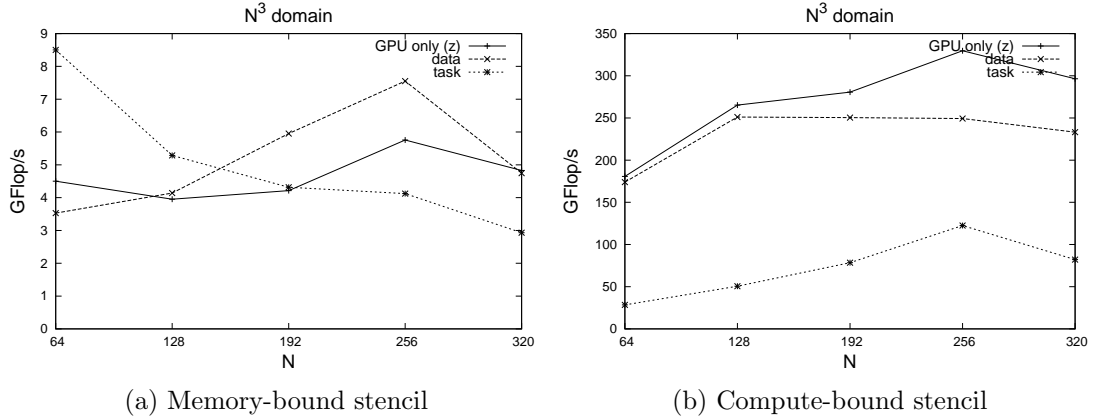 N³ domain
GPU only (z)
data
task
GFlop/s
9
8
7
6
5
4
3
2
1
0
64
128
192
256
320
N
(a) Memory-bound stencil
N³ domain
GPU only (z)
data
task
GFlop/s
350
300
250
200
150
100
50
0
64
128
192
256
320
N
(b) Compute-bound stencil